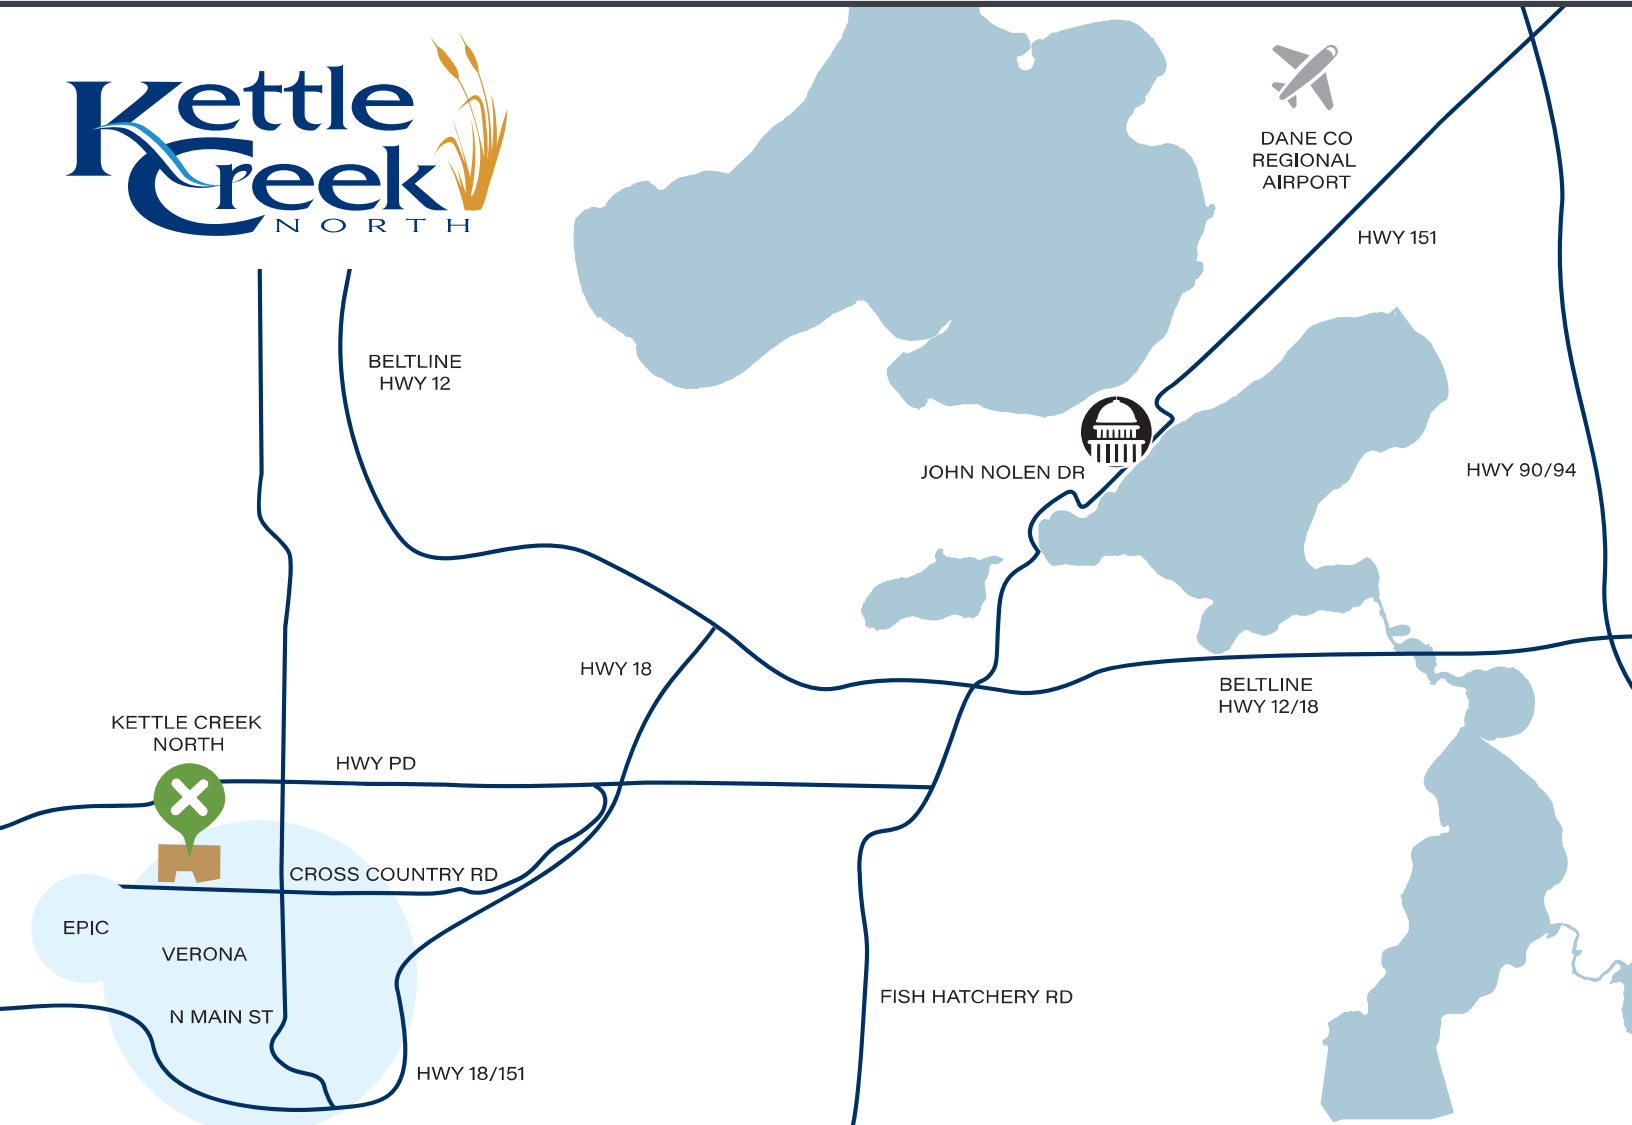 Kettle
Creek
NORTH
DANE CO
REGIONAL
AIRPORT
HWY 151
BELTLINE
HWY 12
JOHN NOLEN DR
HWY 90/94
HWY 18
BELTLINE
HWY 12/18
KETTLE CREEK
NORTH
HWY PD
CROSS COUNTRY RD
EPIC
VERONA
N MAIN ST
FISH HATCHERY RD
HWY 18/151